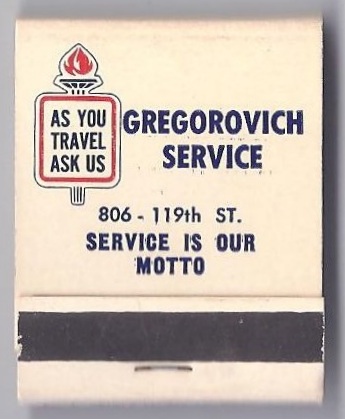 AS YOU
TRAVEL
ASK US
GREGOROVICH
SERVICE
806 - 119th ST.
SERVICE IS OUR
MOTTO